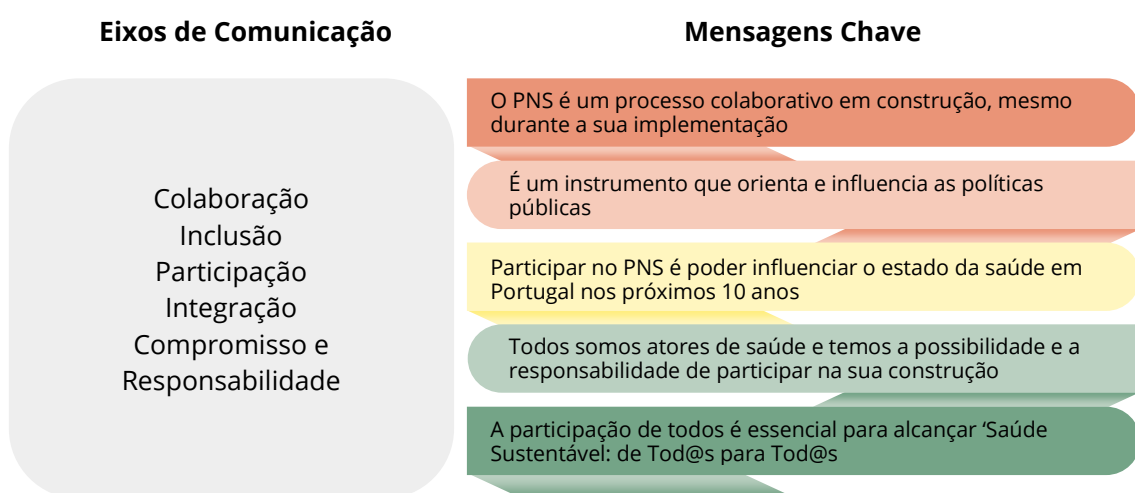 Eixos de Comunicação
Mensagens Chave
Colaboração
Inclusão
Participação
Integração
Compromisso e
Responsabilidade
O PNS é um processo colaborativo em construção, mesmo
durante a sua implementação
É um instrumento que orienta e influencia as políticas
públicas
Participar no PNS é poder influenciar o estado da saúde em
Portugal nos próximos 10 anos
Todos somos atores de saúde e temos a possibilidade e a
responsabilidade de participar na sua construção
A participação de todos é essencial para alcançar ‘Saúde
Sustentável: de Tod@s para Tod@s